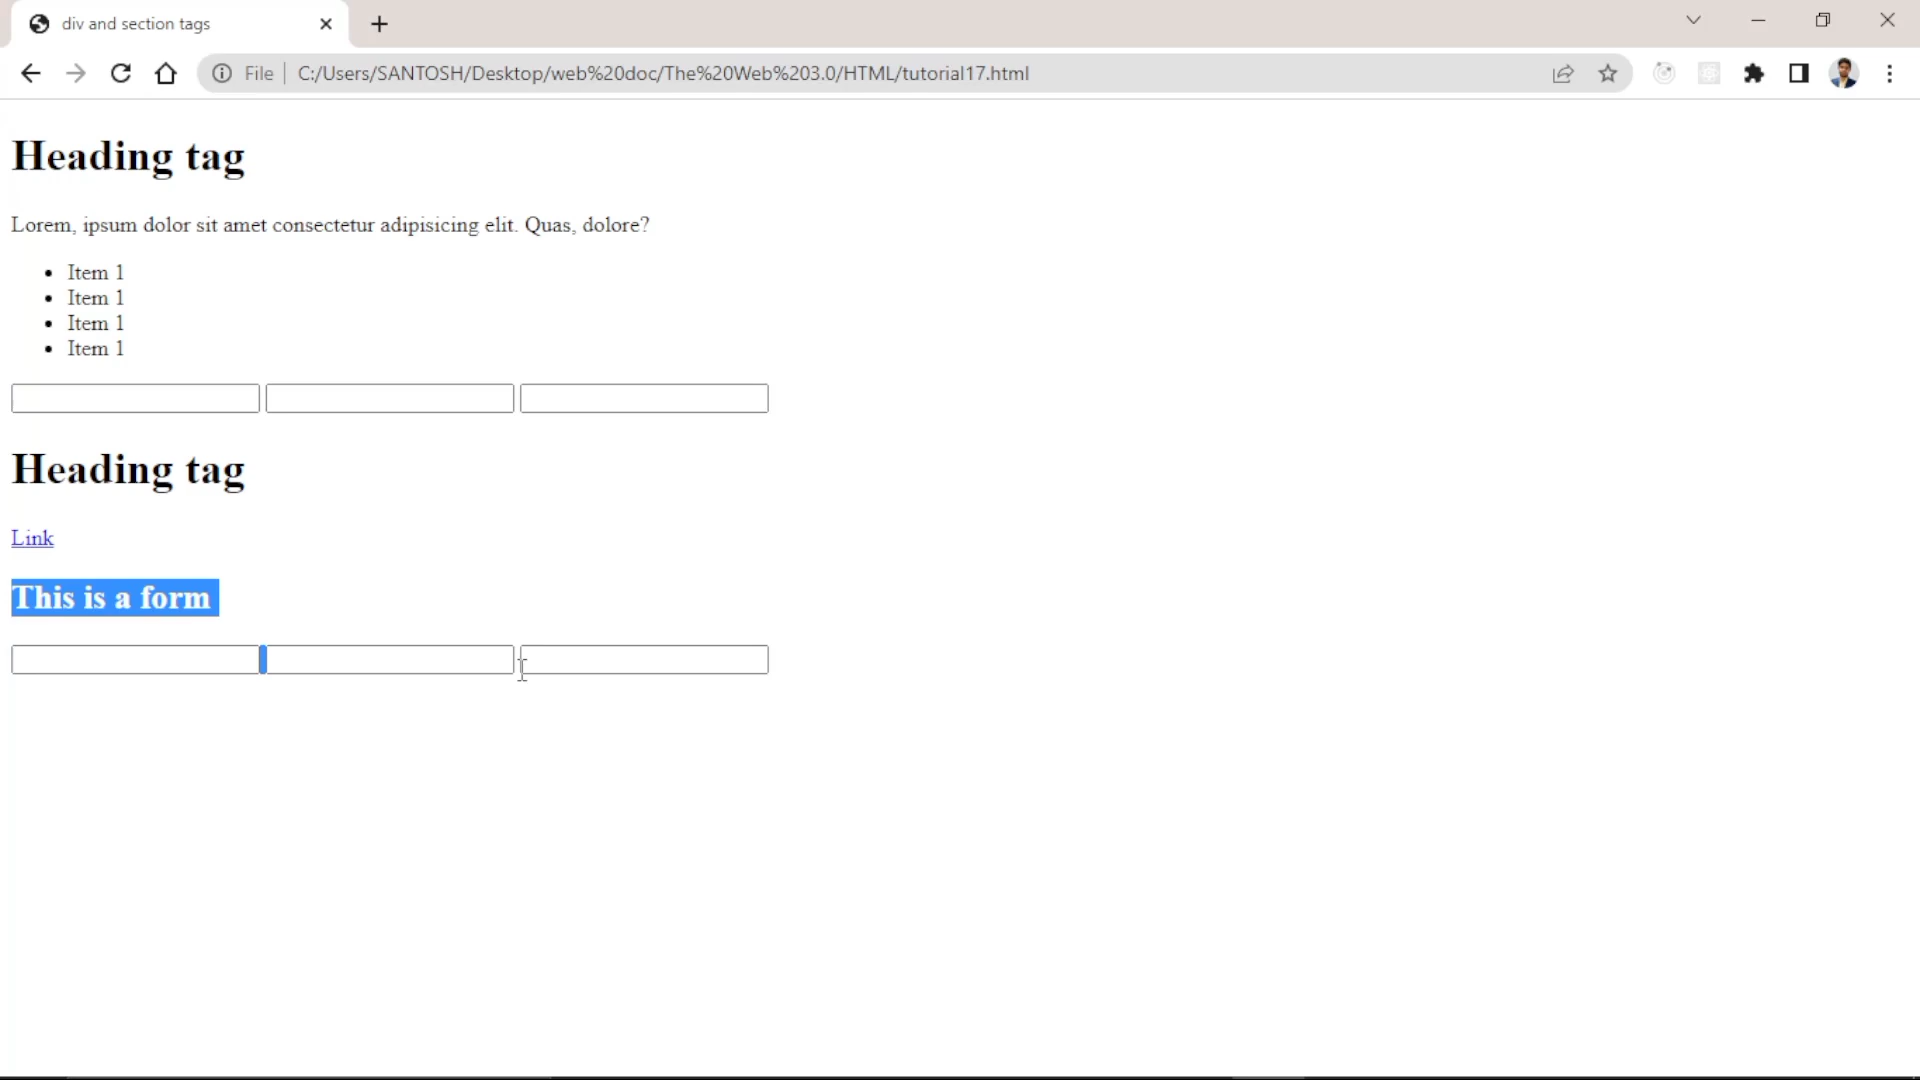 div and section tags
File C:/Users/SANTOSH/Desktop/web%20doc/The%20Web%203.0/HTML/tutorial17.html
Heading tag
Lorem, ipsum dolor sit amet consectetur adipisicing elit. Quas, dolore?
Item 1
Item 1
Item 1
Item 1
Heading tag
Link
This is a form